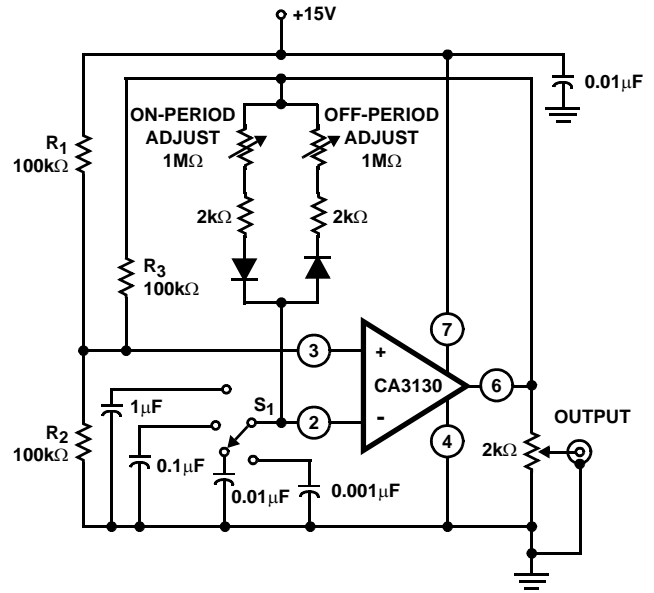 +15V
0.01μF
ON-PERIOD
ADJUST
1MΩ
OFF-PERIOD
ADJUST
1MΩ
R1
100kΩ
2kΩ
2kΩ
R3
100kΩ
7
3
+
CA3130
6
1μF
S1
2
-
4
OUTPUT
R2
100kΩ
0.1μF
0.01μF
0.001μF
2kΩ